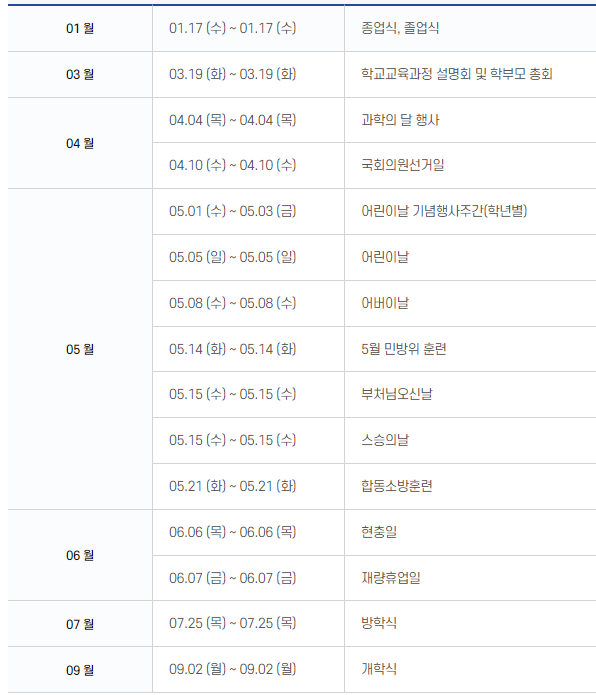 01 월 01.17 (수) ~ 01.17 (수) 종업식, 졸업식
03 월 03.19 (화) ~ 03.19 (화) 학교교육과정 설명회 및 학부모 총회
04 월 04.04 (목) ~ 04.04 (목) 과학의 달 행사
04.10 (수) ~ 04.10 (수) 국회의원선거일
05 월 05.01 (수) ~ 05.03 (금) 어린이날 기념행사주간(학년별)
05.05 (일) ~ 05.05 (일) 어린이날
05.08 (수) ~ 05.08 (수) 어버이날
05.14 (화) ~ 05.14 (화) 5월 민방위 훈련
05.15 (수) ~ 05.15 (수) 부처님오신날
05.15 (수) ~ 05.15 (수) 스승의날
05.21 (화) ~ 05.21 (화) 합동소방훈련
06 월 06.06 (목) ~ 06.06 (목) 현충일
06.07 (금) ~ 06.07 (금) 재량휴업일
07 월 07.25 (목) ~ 07.25 (목) 방학식
09 월 09.02 (월) ~ 09.02 (월) 개학식